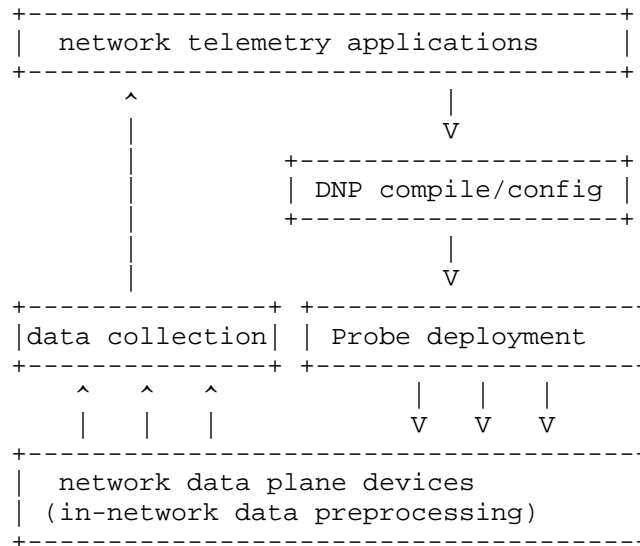 +---------------------------------------+
| network telemetry applications |
+---------------------------------------+
^ |
| V
| +---------------------+
| | DNP compile/config |
| +---------------------+
| |
| V
+---------------+ +---------------------
|data collection| | Probe deployment
+---------------+ +---------------------
^ ^ ^ | | |
| | | V V V
+---------------------------------------
| network data plane devices
| (in-network data preprocessing)
+---------------------------------------